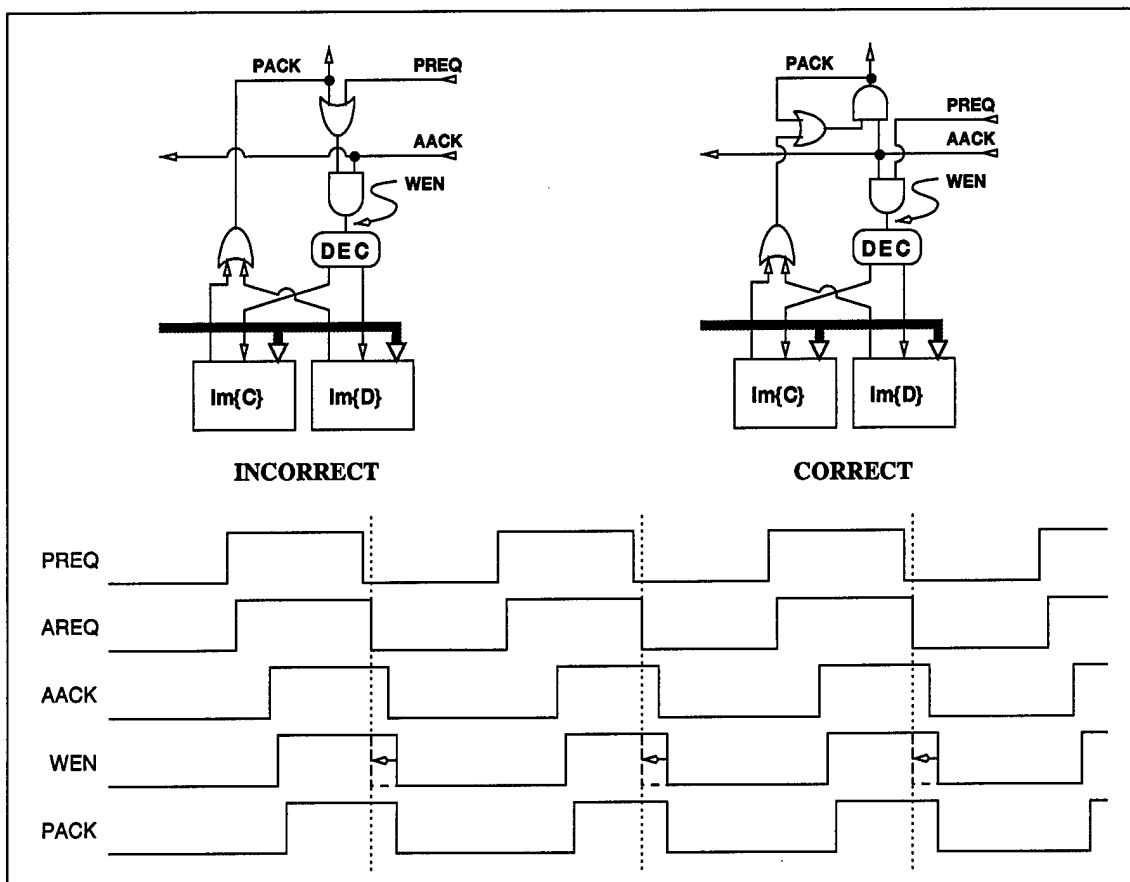 PACK
PREQ
AACK
WEN
DEC
Im{C}
Im{D}
INCORRECT
PACK
PREQ
AACK
WEN
DEC
Im{C}
Im{D}
CORRECT
PREQ
AREQ
AACK
WEN
PACK